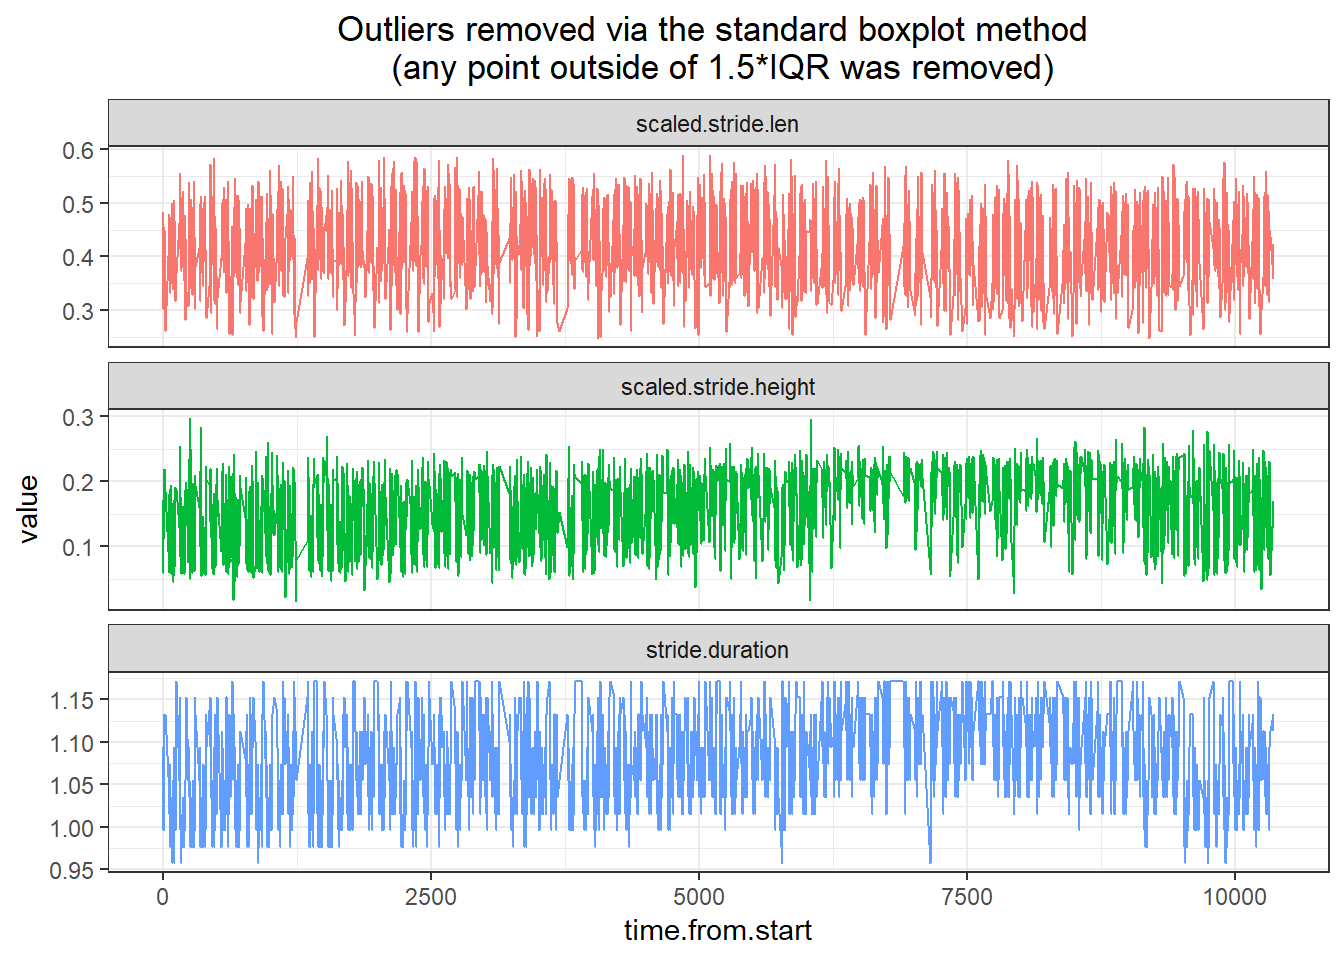 Outliers removed via the standard boxplot method
(any point outside of 1.5*IQR was removed)
scaled.stride.len
0.6
0.5
0.4
0.3
scaled.stride.height
0.3
0.2
0.1
value
stride.duration
1.15
1.10
1.05
1.00
0.95
0 2500 5000 7500 10000
time.from.start